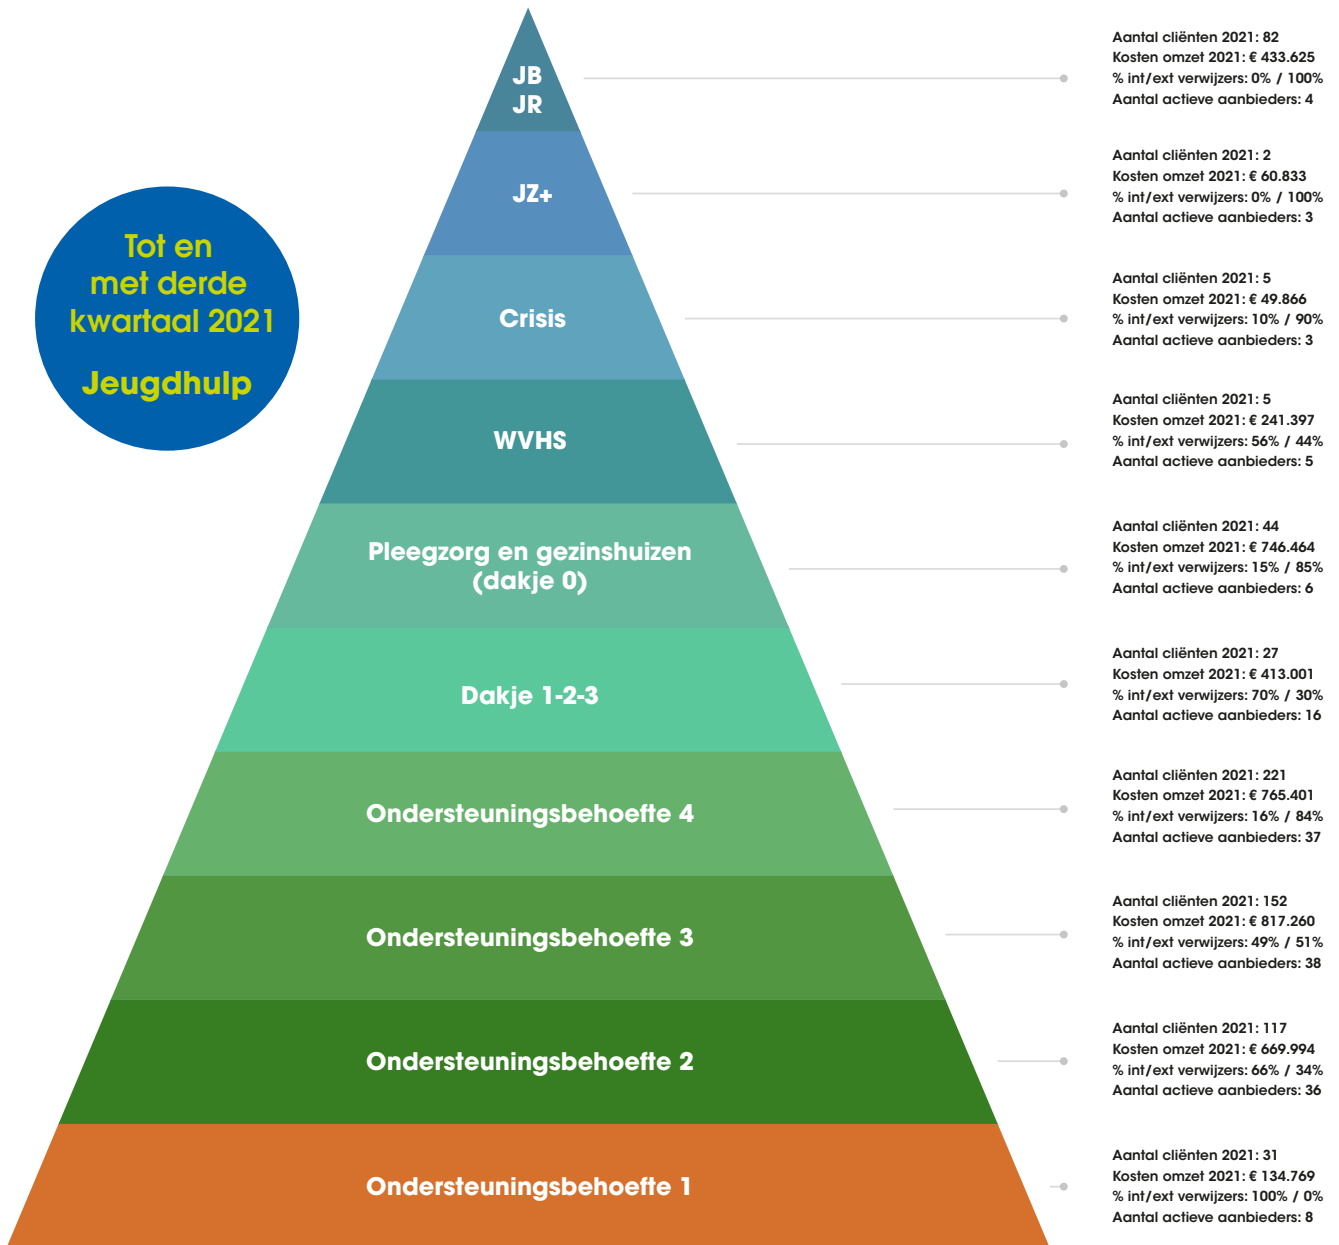 Tot en
met derde
kwartaal 2021
Jeugdhulp
JB
JR
Aantal cliënten 2021: 82
Kosten omzet 2021: € 433.625
% int/ext verwijzers: 0% / 100%
Aantal actieve aanbieders: 4
JZ+
Aantal cliënten 2021: 2
Kosten omzet 2021: € 60.833
% int/ext verwijzers: 0% / 100%
Aantal actieve aanbieders: 3
Crisis
Aantal cliënten 2021: 5
Kosten omzet 2021: € 49.866
% int/ext verwijzers: 10% / 90%
Aantal actieve aanbieders: 3
WVHS
Aantal cliënten 2021: 5
Kosten omzet 2021: € 241.397
% int/ext verwijzers: 56% / 44%
Aantal actieve aanbieders: 5
Pleegzorg en gezinshuizen
(dakje 0)
Aantal cliënten 2021: 44
Kosten omzet 2021: € 746.464
% int/ext verwijzers: 15% / 85%
Aantal actieve aanbieders: 6
Dakje 1-2-3
Aantal cliënten 2021: 27
Kosten omzet 2021: € 413.001
% int/ext verwijzers: 70% / 30%
Aantal actieve aanbieders: 16
Ondersteuningsbehoefte 4
Aantal cliënten 2021: 221
Kosten omzet 2021: € 765.401
% int/ext verwijzers: 16% / 84%
Aantal actieve aanbieders: 37
Ondersteuningsbehoefte 3
Aantal cliënten 2021: 152
Kosten omzet 2021: € 817.260
% int/ext verwijzers: 49% / 51%
Aantal actieve aanbieders: 38
Ondersteuningsbehoefte 2
Aantal cliënten 2021: 117
Kosten omzet 2021: € 669.994
% int/ext verwijzers: 66% / 34%
Aantal actieve aanbieders: 36
Ondersteuningsbehoefte 1
Aantal cliënten 2021: 31
Kosten omzet 2021: € 134.769
% int/ext verwijzers: 100% / 0%
Aantal actieve aanbieders: 8